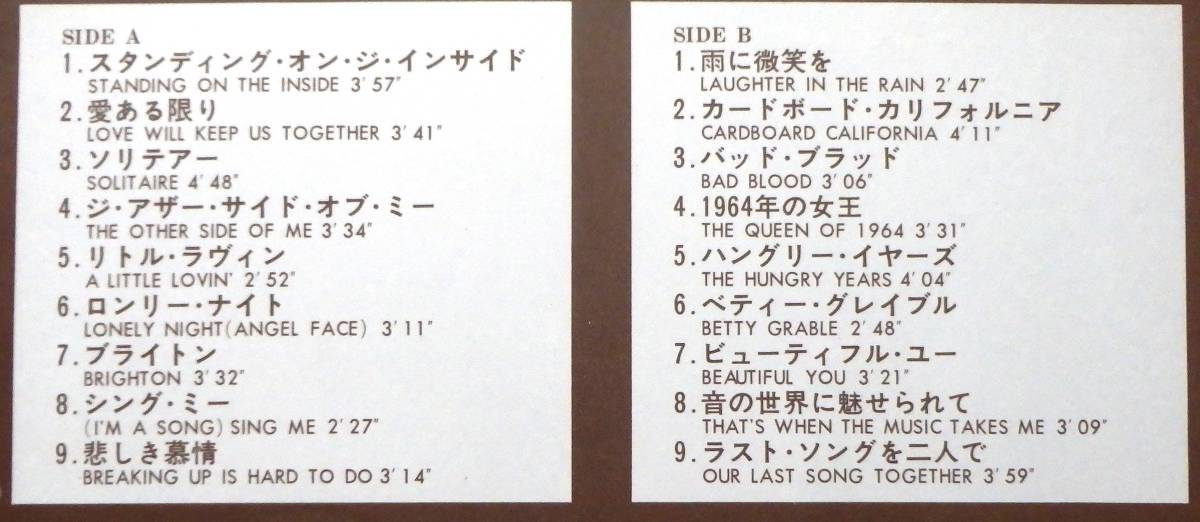 SIDE A
1. スタンディング・オン・ジ・インサイド
STANDING ON THE INSIDE 3'57"
2. 愛ある限り
LOVE WILL KEEP US TOGETHER 3'41"
3. ソリテアー
SOLITAIRE 4'48"
4. ジ・アザー・サイド・オブ・ミー
THE OTHER SIDE OF ME 3'34"
5. リトル・ラヴィン
A LITTLE LOVIN' 2'52"
6. ロンリー・ナイト
LONELY NIGHT (ANGEL FACE) 3'11"
7. ブライトン
BRIGHTON 3'32"
8. シング・ミー
(I'M A SONG) SING ME 2'27"
9. 悲しき慕情
BREAKING UP IS HARD TO DO 3'14"
SIDE B
1. 雨に微笑を
LAUGHTER IN THE RAIN 2'47"
2. カードボード・カリフォルニア
CARDBOARD CALIFORNIA 4'11"
3. バッド・ブラッド
BAD BLOOD 3'06"
4. 1964年の女王
THE QUEEN OF 1964 3'31"
5. ハングリー・イヤーズ
THE HUNGRY YEARS 4'04"
6. ベティー・グレイブル
BETTY GRABLE 2'48"
7. ビューティフル・ユー
BEAUTIFUL YOU 3'21"
8. 音の世界に魅せられて
THAT'S WHEN THE MUSIC TAKES ME 3'09"
9. ラスト・ソングを二人で
OUR LAST SONG TOGETHER 3'59"